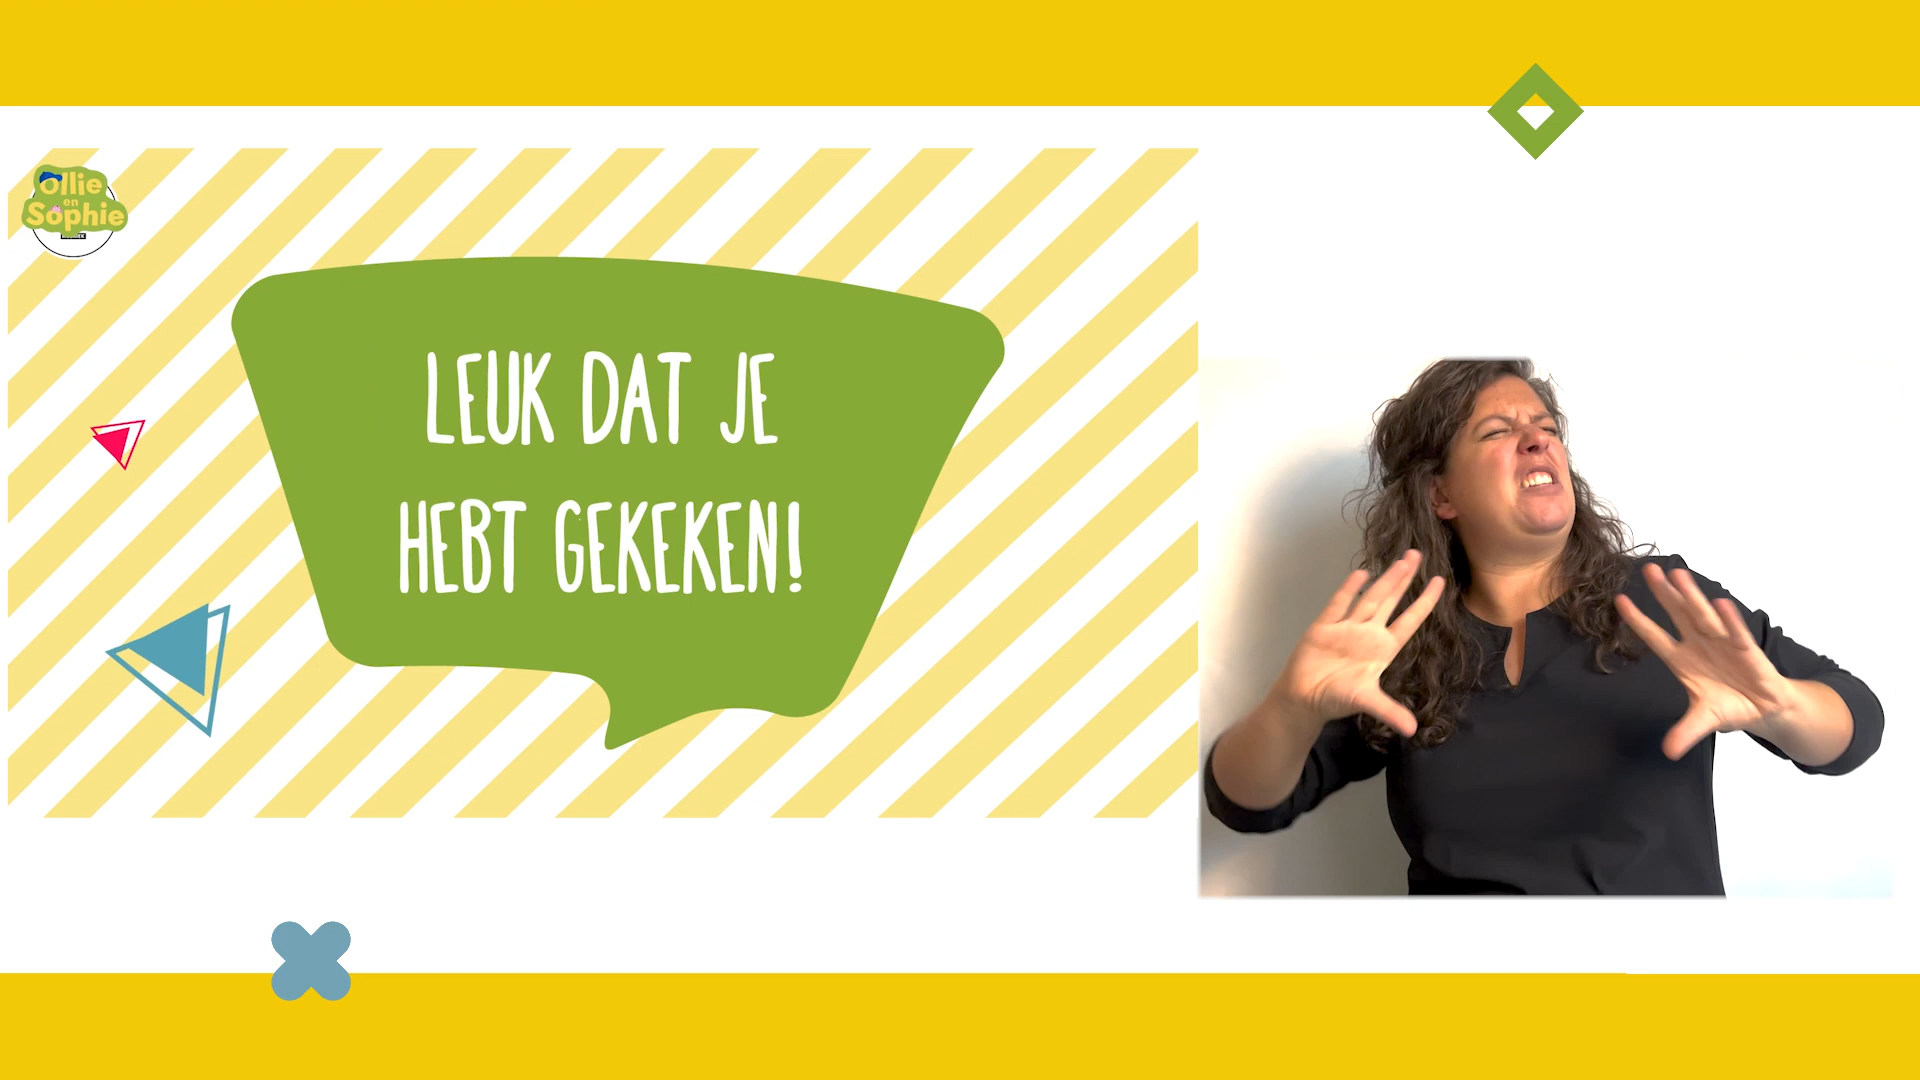 Ollie
en
Sophie
LEUK DAT JE
HEBT GEKEKEN!